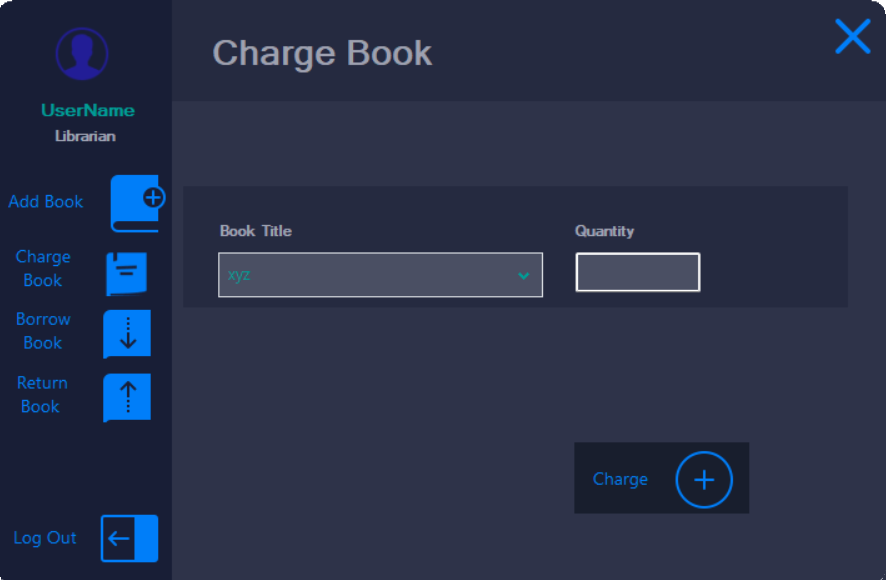 Charge Book
UserName
Librarian
Add Book
Charge
Book
Borrow
Book
Return
Book
Log Out
Book Title
Quantity
xyz
Charge